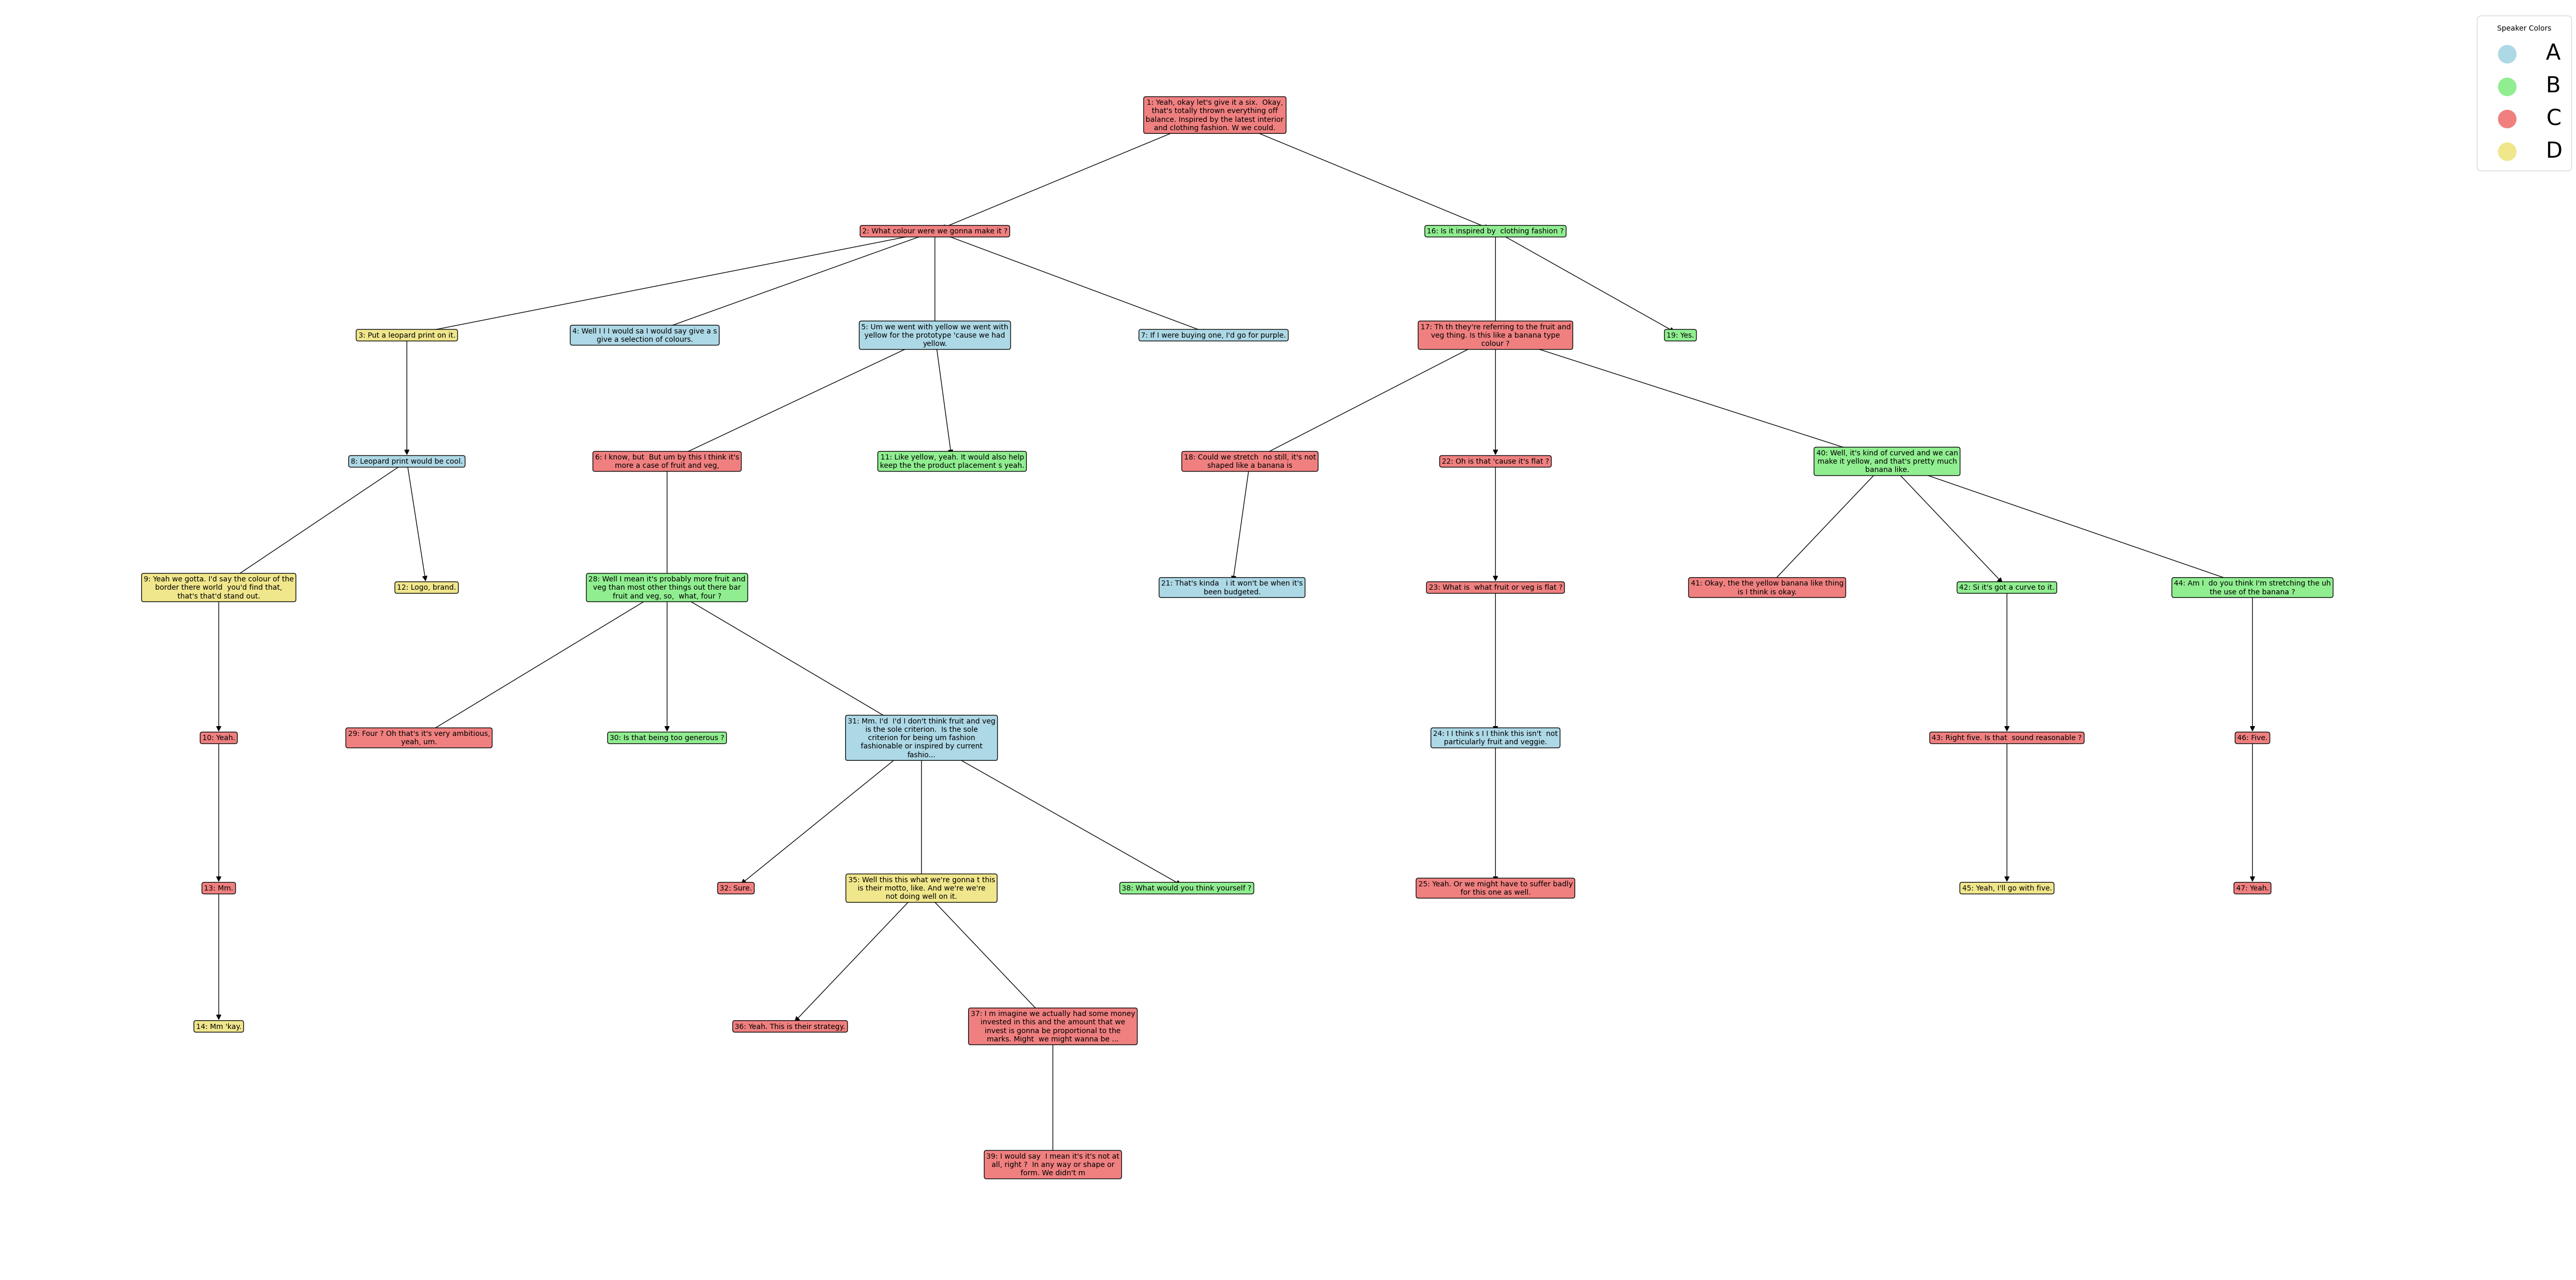 Speaker Colors
A
B
C
D
1: Yeah, okay let's give it a six.  Okay,
that's totally thrown everything off
balance. Inspired by the latest interior
and clothing fashion. W we could.
2: What colour were we gonna make it ?
16: Is it inspired by  clothing fashion ?
3: Put a leopard print on it.
4: Well I I I would sa I would say give a s
give a selection of colours.
5: Um we went with yellow we went with
yellow for the prototype 'cause we had
yellow.
7: If I were buying one, I'd go for purple.
17: Th th they're referring to the fruit and
veg thing. Is this like a banana type
colour ?
19: Yes.
8: Leopard print would be cool.
6: I know, but  But um by this I think it's
more a case of fruit and veg,
11: Like yellow, yeah. It would also help
keep the the product placement s yeah.
18: Could we stretch  no still, it's not
shaped like a banana is
22: Oh is that 'cause it's flat ?
40: Well, it's kind of curved and we can
make it yellow, and that's pretty much
banana like.
9: Yeah we gotta. I'd say the colour of the
border there world  you'd find that,
that's that'd stand out.
12: Logo, brand.
28: Well I mean it's probably more fruit and
veg than most other things out there bar
fruit and veg, so,  what, four ?
21: That's kinda   i it won't be when it's
been budgeted.
23: What is  what fruit or veg is flat ?
41: Okay, the the yellow banana like thing
is I think is okay.
42: Si it's got a curve to it.
44: Am I  do you think I'm stretching the uh
the use of the banana ?
10: Yeah.
29: Four ? Oh that's it's very ambitious,
yeah, um.
30: Is that being too generous ?
31: Mm. I'd  I'd I don't think fruit and veg
is the sole criterion.  Is the sole
criterion for being um fashion
fashionable or inspired by current
fashio...
24: I I think s I I think this isn't  not
particularly fruit and veggie.
43: Right five. Is that  sound reasonable ?
46: Five.
13: Mm.
32: Sure.
35: Well this this what we're gonna t this
is their motto, like. And we're we're
not doing well on it.
38: What would you think yourself ?
25: Yeah. Or we might have to suffer badly
for this one as well.
45: Yeah, I'll go with five.
47: Yeah.
14: Mm 'kay.
36: Yeah. This is their strategy.
37: I m imagine we actually had some money
invested in this and the amount that we
invest is gonna be proportional to the
marks. Might  we might wanna be ...
39: I would say  I mean it's it's not at
all, right ?  In any way or shape or
form. We didn't m